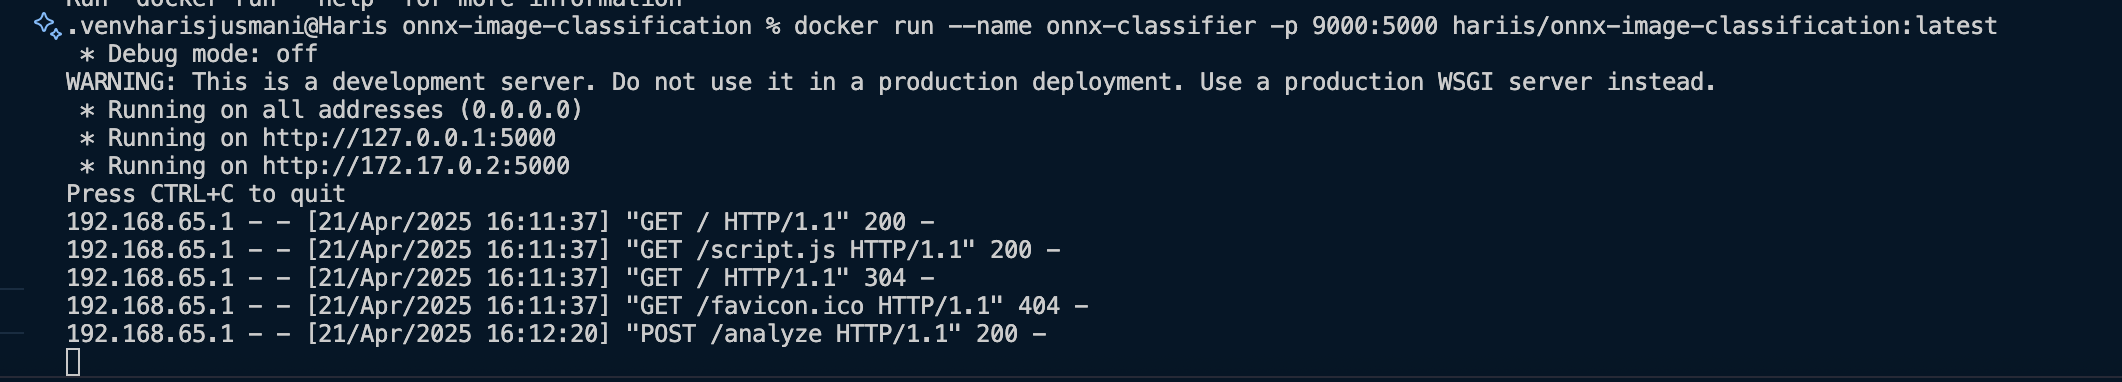 Run 'docker run --help' for more information
.venvharisjusmani@Haris onnx-image-classification % docker run --name onnx-classifier -p 9000:5000 hariis/onnx-image-classification:latest
 * Debug mode: off
WARNING: This is a development server. Do not use it in a production deployment. Use a production WSGI server instead.
 * Running on all addresses (0.0.0.0)
 * Running on http://127.0.0.1:5000
 * Running on http://172.17.0.2:5000
Press CTRL+C to quit
192.168.65.1 - - [21/Apr/2025 16:11:37] "GET / HTTP/1.1" 200 -
192.168.65.1 - - [21/Apr/2025 16:11:37] "GET /script.js HTTP/1.1" 200 -
192.168.65.1 - - [21/Apr/2025 16:11:37] "GET / HTTP/1.1" 304 -
192.168.65.1 - - [21/Apr/2025 16:11:37] "GET /favicon.ico HTTP/1.1" 404 -
192.168.65.1 - - [21/Apr/2025 16:12:20] "POST /analyze HTTP/1.1" 200 -